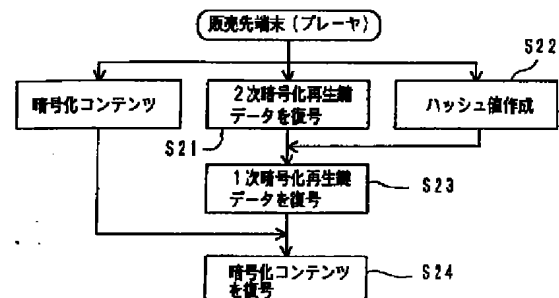 販売先端末 (プレーヤ)
S22
暗号化コンテンツ
2次暗号化再生鍵
データを復号
ハッシュ値作成
S21
1次暗号化再生鍵
データを復号
S23
暗号化コンテンツ
を復号
S24